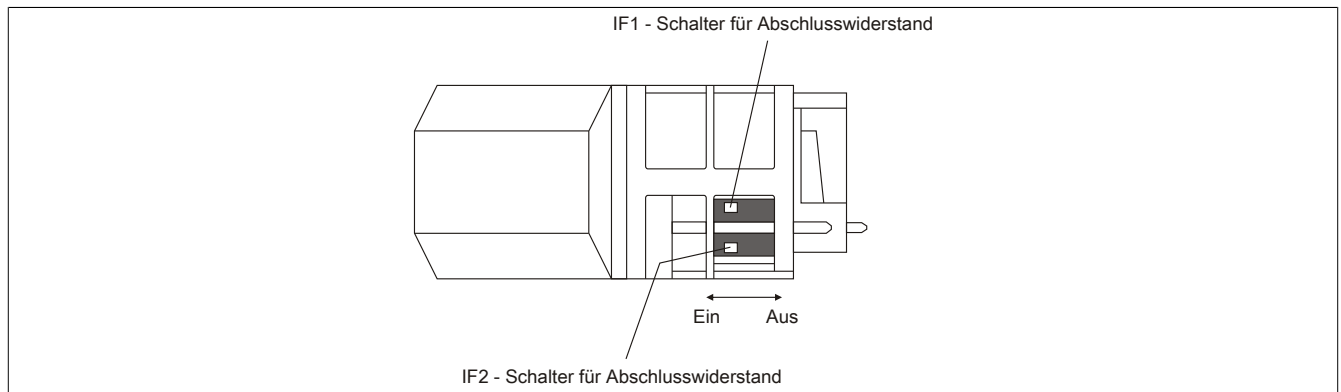 IF1 - Schalter für Abschlusswiderstand
Ein Aus
IF2 - Schalter für Abschlusswiderstand